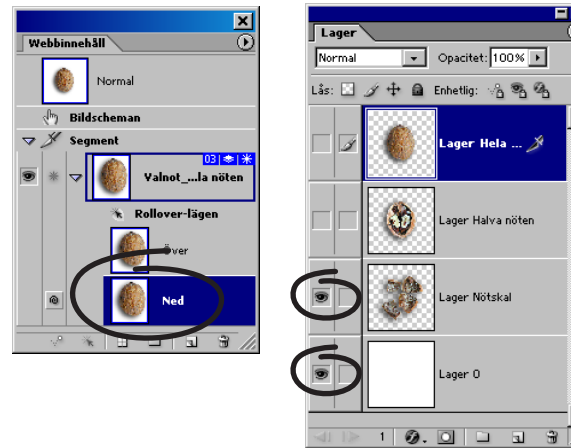 Webbinnehåll
Normal
Bildscheman
Segment
03
Valnot_...la nöten
Rollover-lägen
Över
Ned
Lager
Normal
Opacitet: 100%
Lås:
Enhetlig:
Lager Hela ...
Lager Halva nöten
Lager Nötskal
Lager 0
1